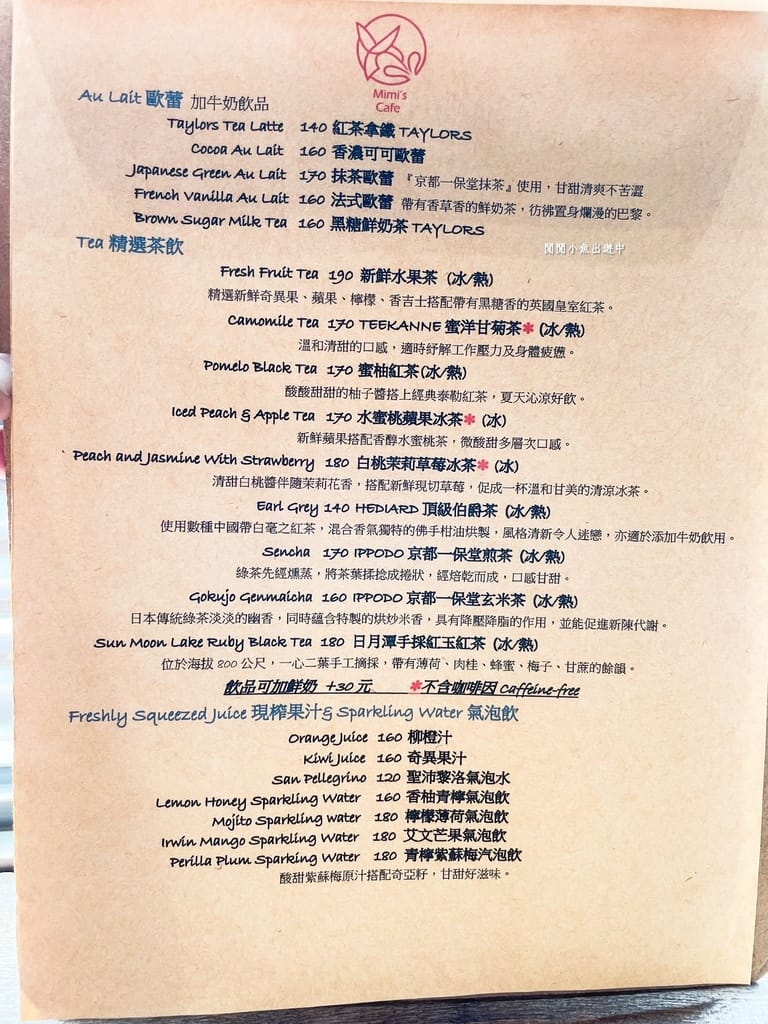 Mimi's
Cafe
Au Lait 歐蕾 加牛奶飲品
Taylors Tea Latte 140 紅茶拿鐵 TAYLORS
Cocoa Au Lait 160 香濃可可歐蕾
Japanese Green Au Lait 170 抹茶歐蕾 『京都一保堂抹茶』使用，甘甜清爽不苦澀
French Vanilla Au Lait 160 法式歐蕾 帶有香草香的鮮奶茶，彷彿置身爛漫的巴黎。
Brown Sugar Milk Tea 160 黑糖鮮奶茶 TAYLORS
Tea 精選茶飲
閒閒小魚出遊中
Fresh Fruit Tea 190 新鮮水果茶 (冰/熱)
精選新鮮奇異果、蘋果、檸檬、香吉士搭配帶有黑糖香的英國皇室紅茶。
Camomile Tea 170 TEEKANNE 蜜洋甘菊茶✽ (冰/熱)
溫和清甜的口感，適時紓解工作壓力及身體疲憊。
Pomelo Black Tea 170 蜜柚紅茶(冰/熱)
酸酸甜甜的柚子醬搭上經典泰勒紅茶，夏天沁涼好飲。
Iced Peach & Apple Tea 170 水蜜桃蘋果冰茶✽ (冰)
新鮮蘋果搭配香醇水蜜桃茶，微酸甜多層次口感。
Peach and Jasmine With Strawberry 180 白桃茉莉草莓冰茶✽ (冰)
清甜白桃醬伴隨茉莉花香，搭配新鮮現切草莓，促成一杯溫和甘美的清涼冰茶。
Earl Grey 140 HEDIARD 頂級伯爵茶 (冰/熱)
使用數種中國帶白毫之紅茶，混合香氣獨特的佛手柑油烘製，風格清新令人迷戀，亦適於添加牛奶飲用。
Sencha 170 IPPODO 京都一保堂煎茶 (冰/熱)
綠茶先經燻蒸，將茶葉揉捻成捲狀，經焙乾而成，口感甘甜。
Gokujo Genmaicha 160 IPPODO 京都一保堂玄米茶 (冰/熱)
日本傳統綠茶淡淡的幽香，同時蘊含特製的烘炒米香，具有降壓降脂的作用，並能促進新陳代謝。
Sun Moon Lake Ruby Black Tea 180 日月潭手採紅玉紅茶 (冰/熱)
位於海拔 800 公尺，一心二葉手工摘採，帶有薄荷、肉桂、蜂蜜、梅子、甘蔗的餘韻。
飲品可加鮮奶 +30 元 ✽不含咖啡因 Caffeine-free
Freshly Squeezed Juice 現榨果汁& Sparkling Water 氣泡飲
Orange Juice 160 柳橙汁
Kiwi Juice 160 奇異果汁
San Pellegrino 120 聖沛黎洛氣泡水
Lemon Honey Sparkling Water 160 香柚青檸氣泡飲
Mojito Sparkling water 180 檸檬薄荷氣泡飲
Irwin Mango Sparkling Water 180 艾文芒果氣泡飲
Perilla Plum Sparking Water 180 青檸紫蘇梅汽泡飲
酸甜紫蘇梅原汁搭配奇亞籽，甘甜好滋味。